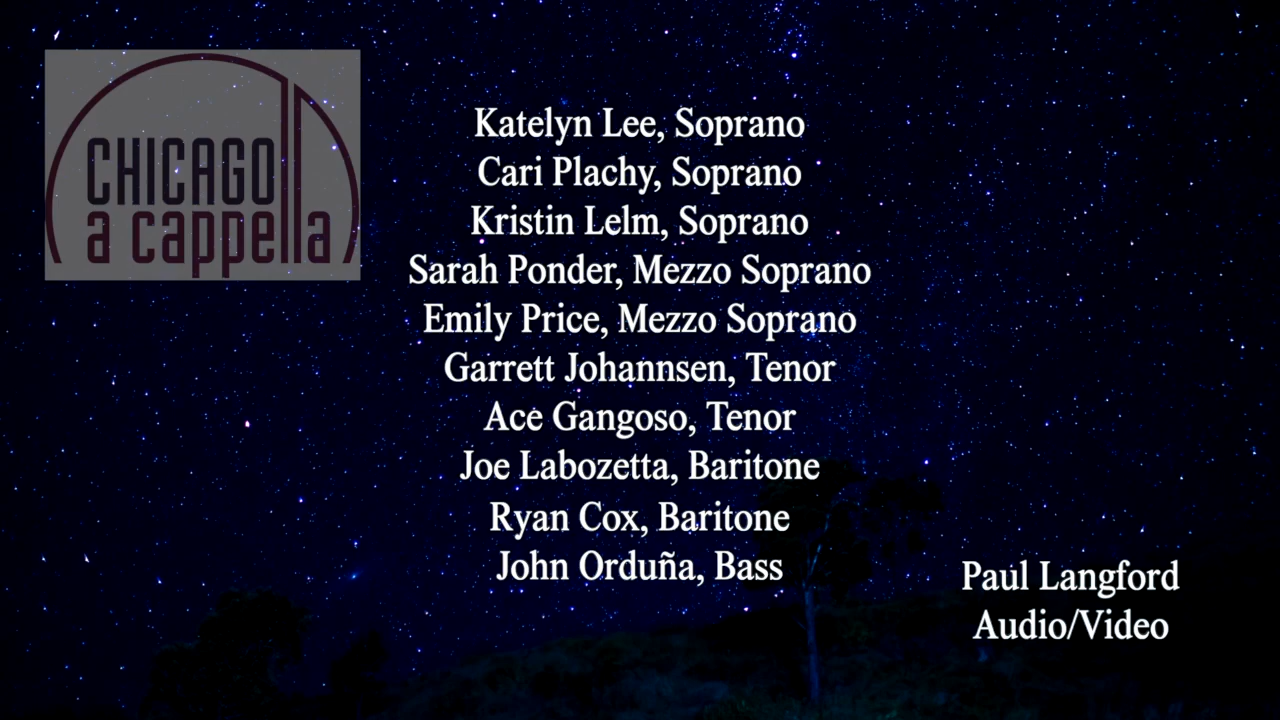 CHICAGO
a cappella
Katelyn Lee, Soprano
Cari Plachy, Soprano
Kristin Lelm, Soprano
Sarah Ponder, Mezzo Soprano
Emily Price, Mezzo Soprano
Garrett Johannsen, Tenor
Ace Gangoso, Tenor
Joe Labozetta, Baritone
Ryan Cox, Baritone
John Orduña, Bass
Paul Langford
Audio/Video